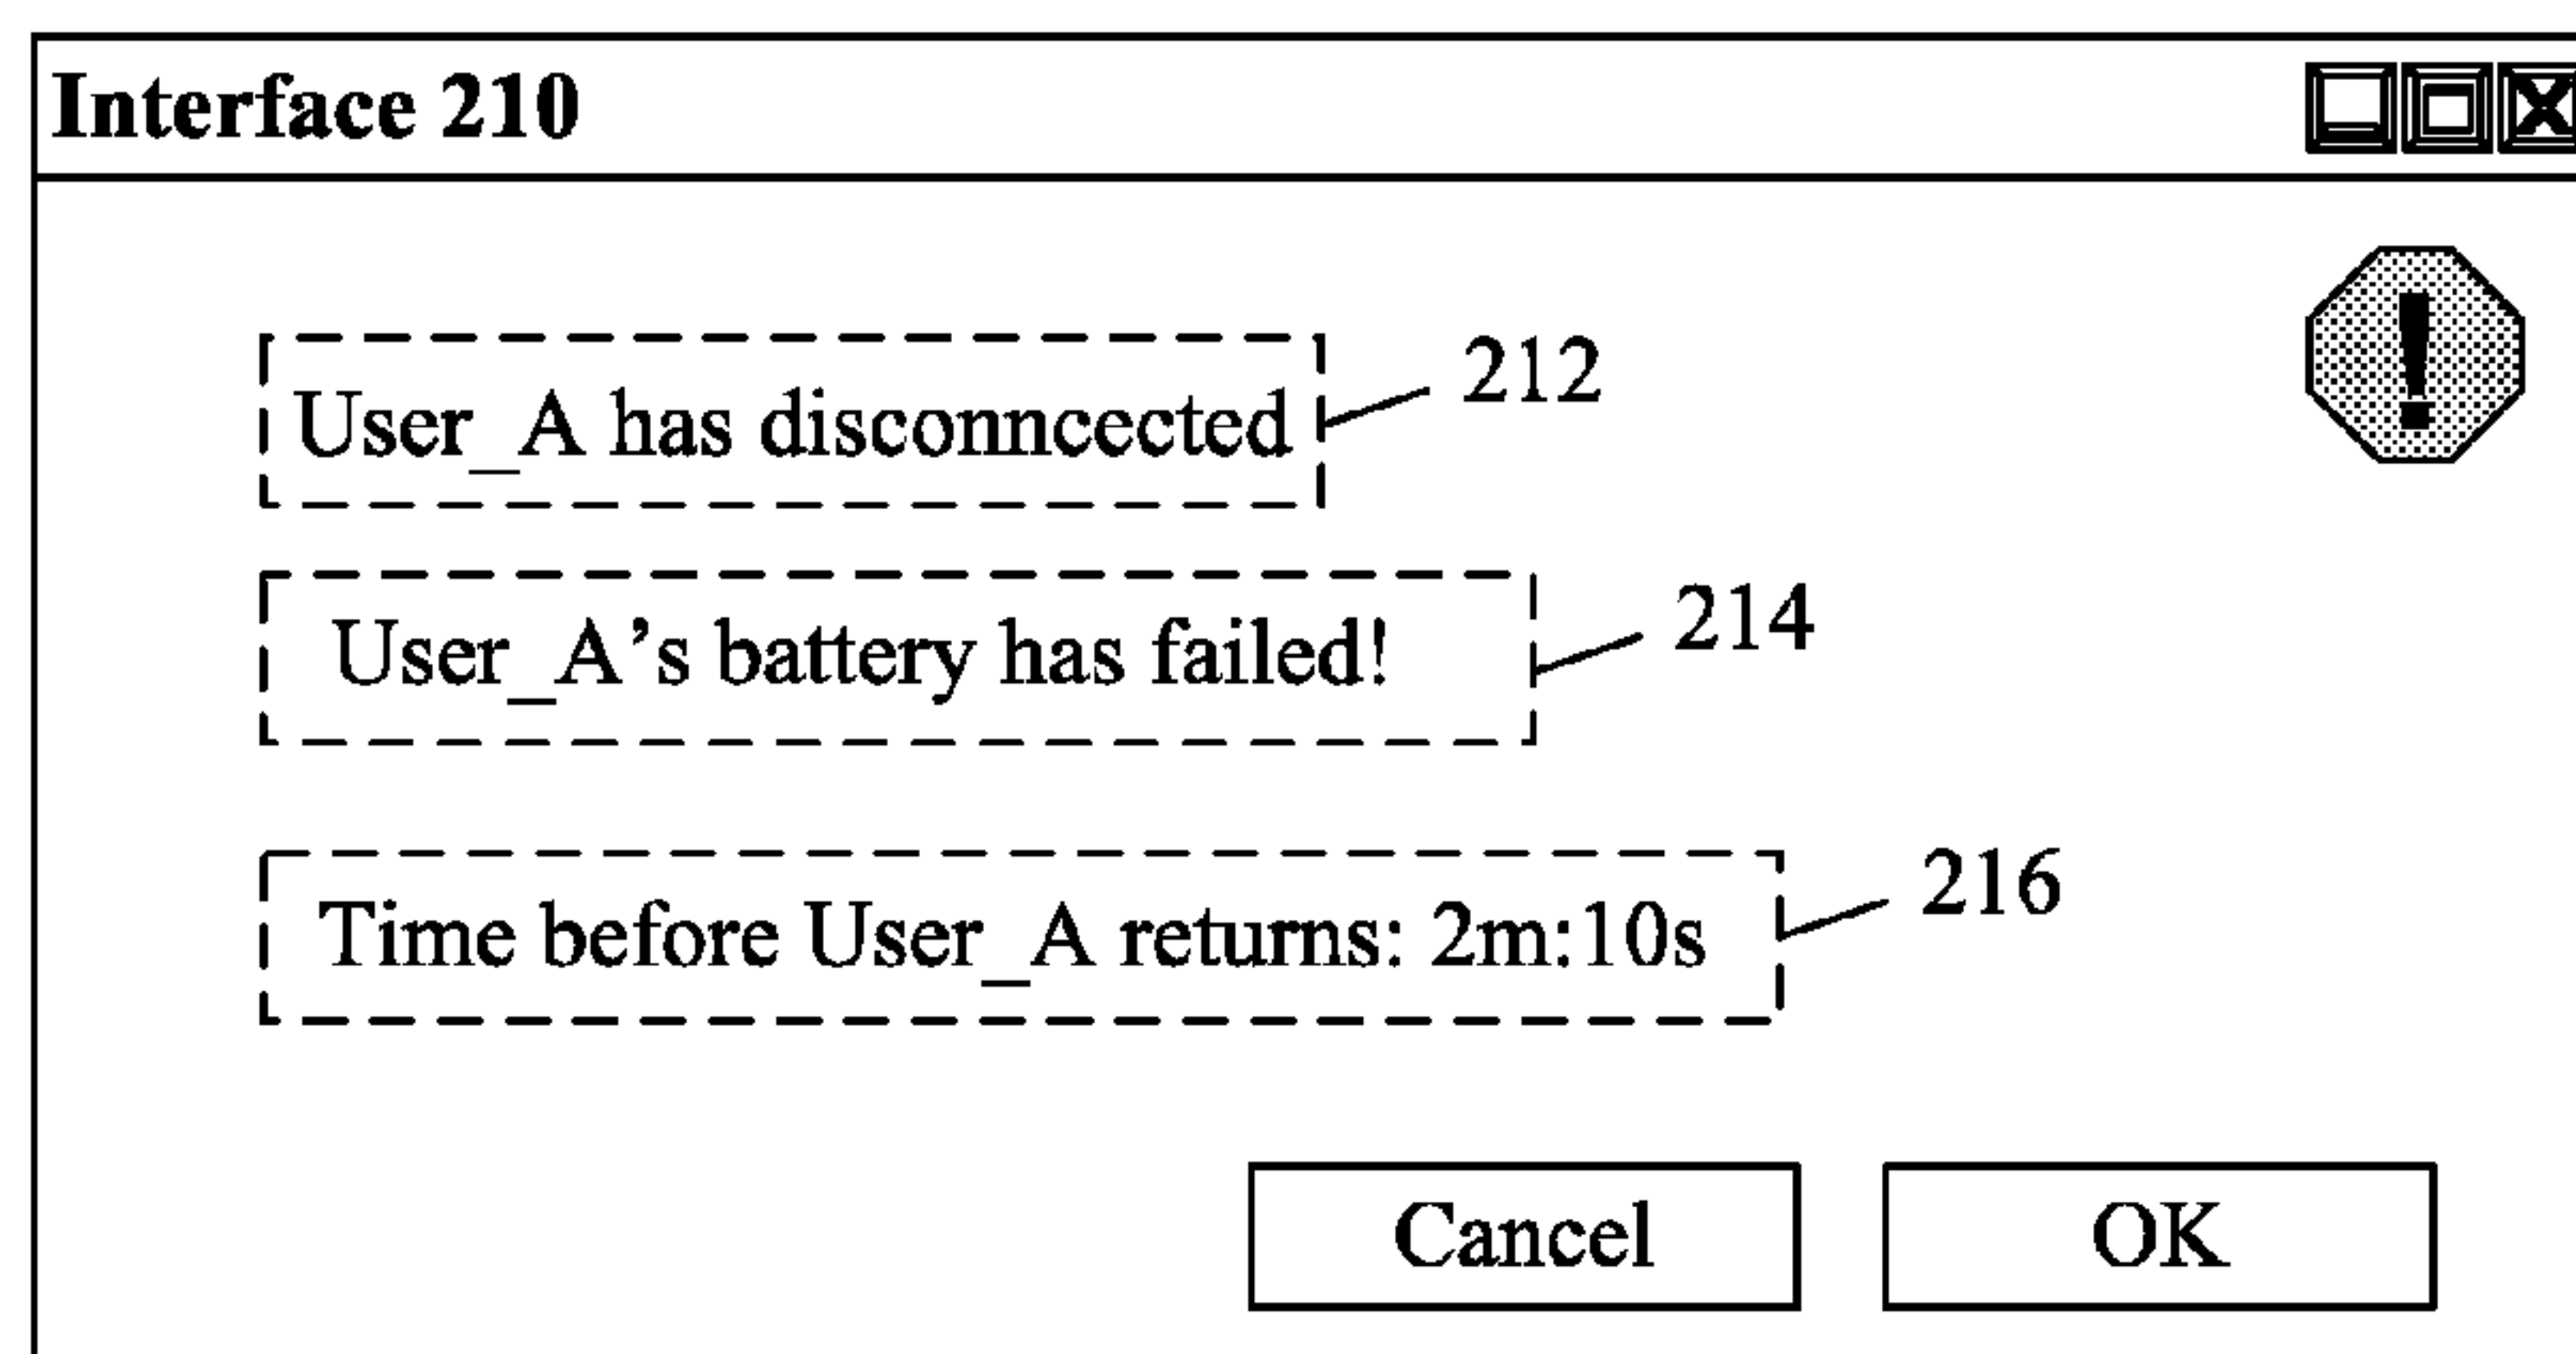 Interface 210
User_A has disconncected 212
User_A’s battery has failed! 214
Time before User_A returns: 2m:10s 216
Cancel OK